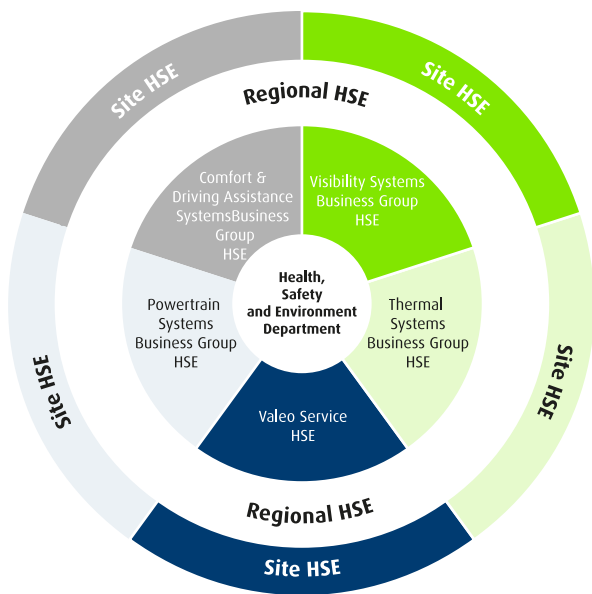 Site HSE
Site HSE
Regional HSE
Comfort &
Driving Assistance
SystemsBusiness
Group
HSE
Visibility Systems
Business Group
HSE
Health,
Safety
and Environment
Department
Powertrain
Systems
Business Group
HSE
Thermal
Systems
Business Group
HSE
Site HSE
Site HSE
Valeo Service
HSE
Regional HSE
Site HSE